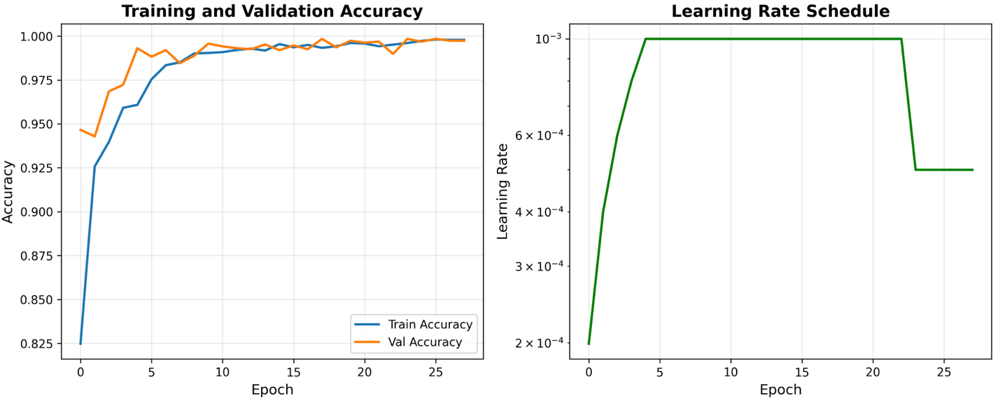 Training and Validation Accuracy
Accuracy
1.000
0.975
0.950
0.925
0.900
0.875
0.850
0.825
Train Accuracy
Val Accuracy
0 5 10 15 20 25
Epoch
Learning Rate Schedule
Learning Rate
10⁻³
6 × 10⁻⁴
4 × 10⁻⁴
3 × 10⁻⁴
2 × 10⁻⁴
0 5 10 15 20 25
Epoch